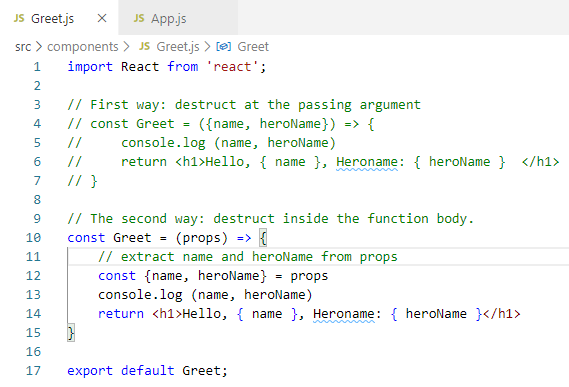 JS Greet.js × JS App.js
src > components > JS Greet.js > Greet
1 import React from 'react';
2
3 // First way: destruct at the passing argument
4 // const Greet = ({name, heroName}) => {
5 //     console.log (name, heroName)
6 //     return <h1>Hello, { name }, Heroname: { heroName }  </h1>
7 // }
8
9 // The second way: destruct inside the function body.
10 const Greet = (props) => {
11     // extract name and heroName from props
12     const {name, heroName} = props
13     console.log (name, heroName)
14     return <h1>Hello, { name }, Heroname: { heroName }</h1>
15 }
16
17 export default Greet;